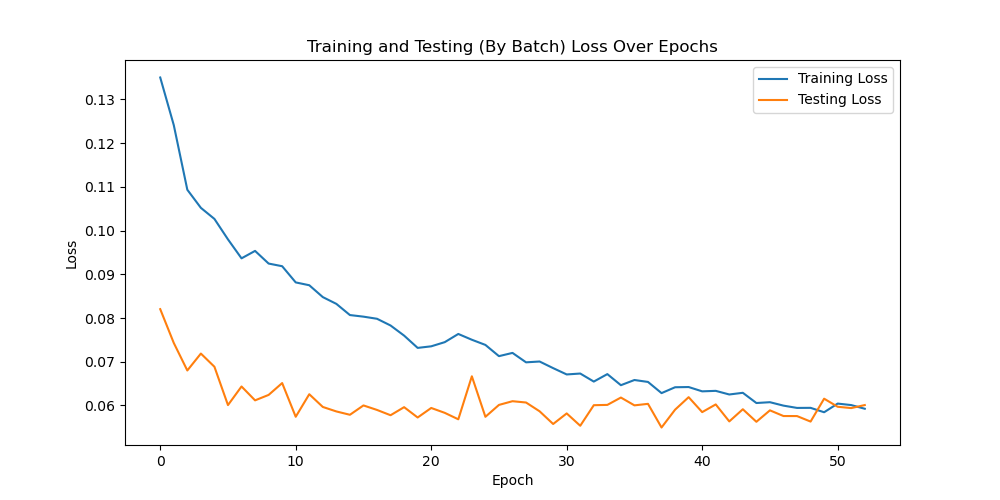 Training and Testing (By Batch) Loss Over Epochs
Training Loss
Testing Loss
Loss
0.13
0.12
0.11
0.10
0.09
0.08
0.07
0.06
0
10
20
30
40
50
Epoch